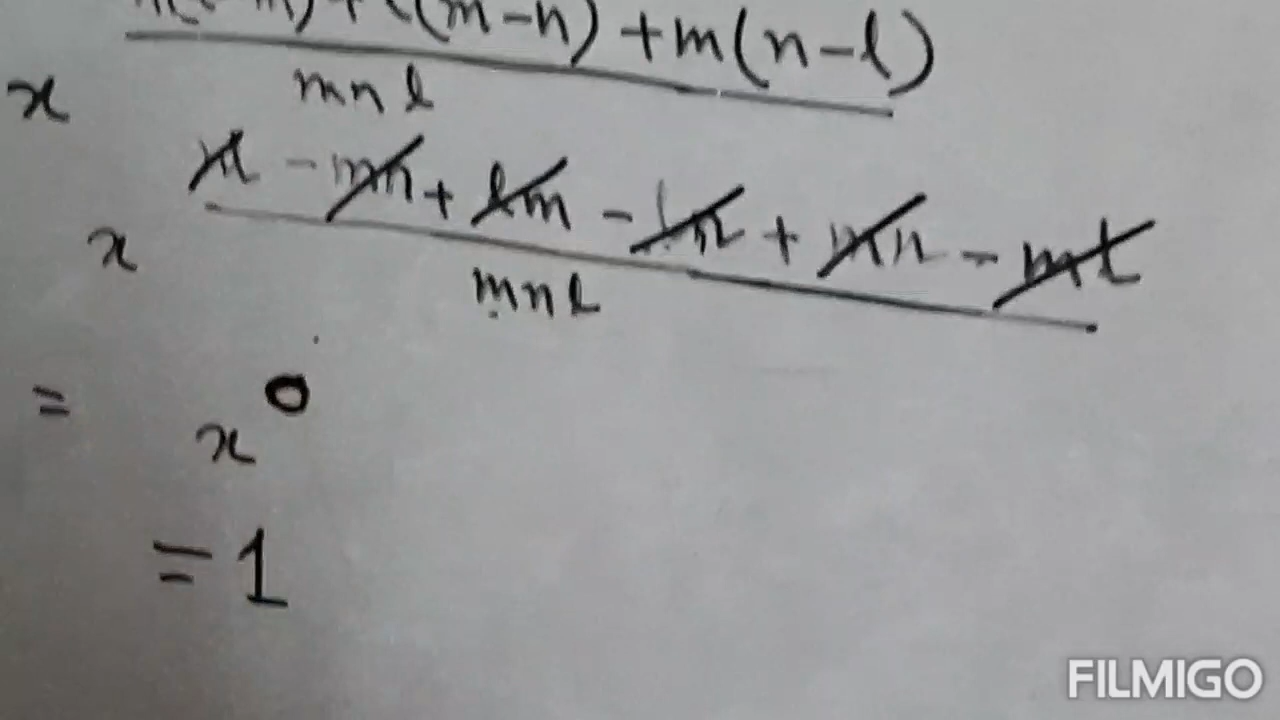 (m-n) + m(n-l)
x mnl
nl - mn + lm - ln + mn - ml
x mnl
= x⁰
= 1
FILMIGO